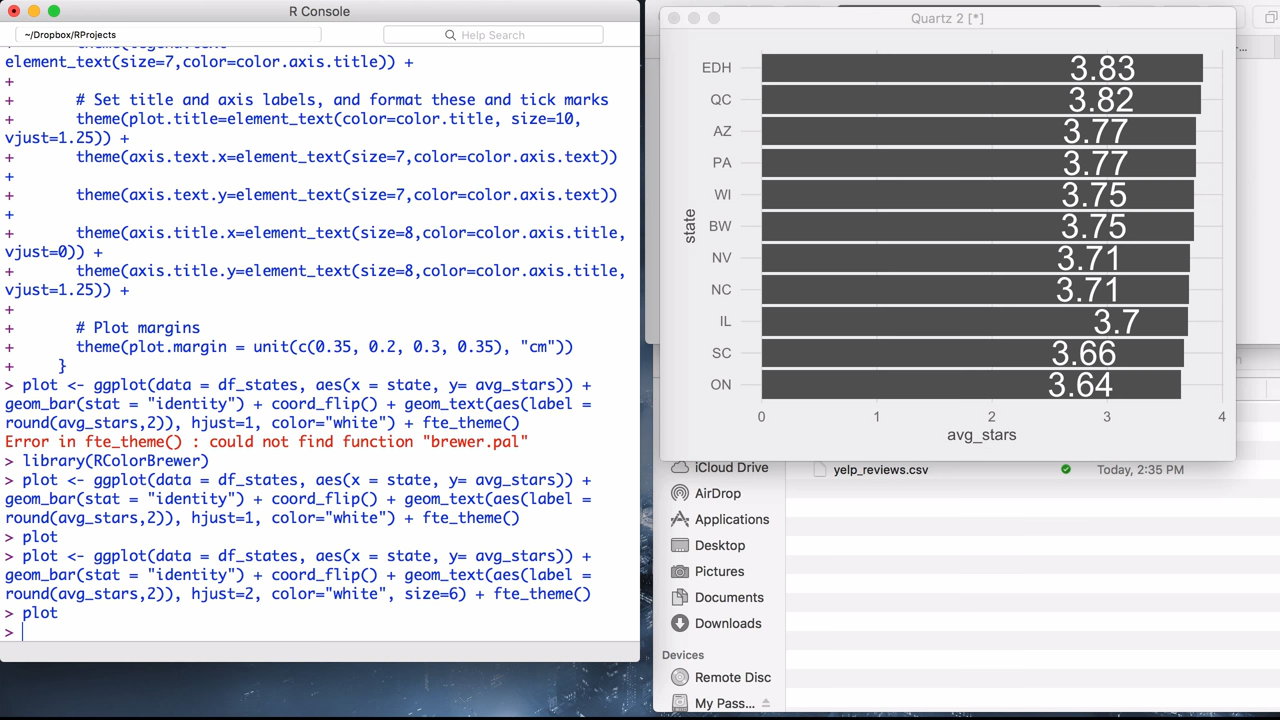 R Console
~/Dropbox/RProjects
Help Search
element_text(size=7,color=color.axis.title)) +
+
+ # Set title and axis labels, and format these and tick marks
+ theme(plot.title=element_text(color=color.title, size=10,
vjust=1.25)) +
+ theme(axis.text.x=element_text(size=7,color=color.axis.text))
+
+ theme(axis.text.y=element_text(size=7,color=color.axis.text))
+
+ theme(axis.title.x=element_text(size=8,color=color.axis.title,
vjust=0)) +
+ theme(axis.title.y=element_text(size=8,color=color.axis.title,
vjust=1.25)) +
+
+ # Plot margins
+ theme(plot.margin = unit(c(0.35, 0.2, 0.3, 0.35), "cm"))
+ }
> plot <- ggplot(data = df_states, aes(x = state, y= avg_stars)) +
geom_bar(stat = "identity") + coord_flip() + geom_text(aes(label =
round(avg_stars,2)), hjust=1, color="white") + fte_theme()
Error in fte_theme() : could not find function "brewer.pal"
> library(RColorBrewer)
> plot <- ggplot(data = df_states, aes(x = state, y= avg_stars)) +
geom_bar(stat = "identity") + coord_flip() + geom_text(aes(label =
round(avg_stars,2)), hjust=1, color="white") + fte_theme()
> plot
> plot <- ggplot(data = df_states, aes(x = state, y= avg_stars)) +
geom_bar(stat = "identity") + coord_flip() + geom_text(aes(label =
round(avg_stars,2)), hjust=2, color="white", size=6) + fte_theme()
> plot
>
Quartz 2 [*]
EDH 3.83
QC 3.82
AZ 3.77
PA 3.77
WI 3.75
BW 3.75
NV 3.71
NC 3.71
IL 3.7
SC 3.66
ON 3.64
state
0 1 2 3 4
avg_stars
iCloud Drive
yelp_reviews.csv Today, 2:35 PM
AirDrop
Applications
Desktop
Pictures
Documents
Downloads
Devices
Remote Disc
My Pass...